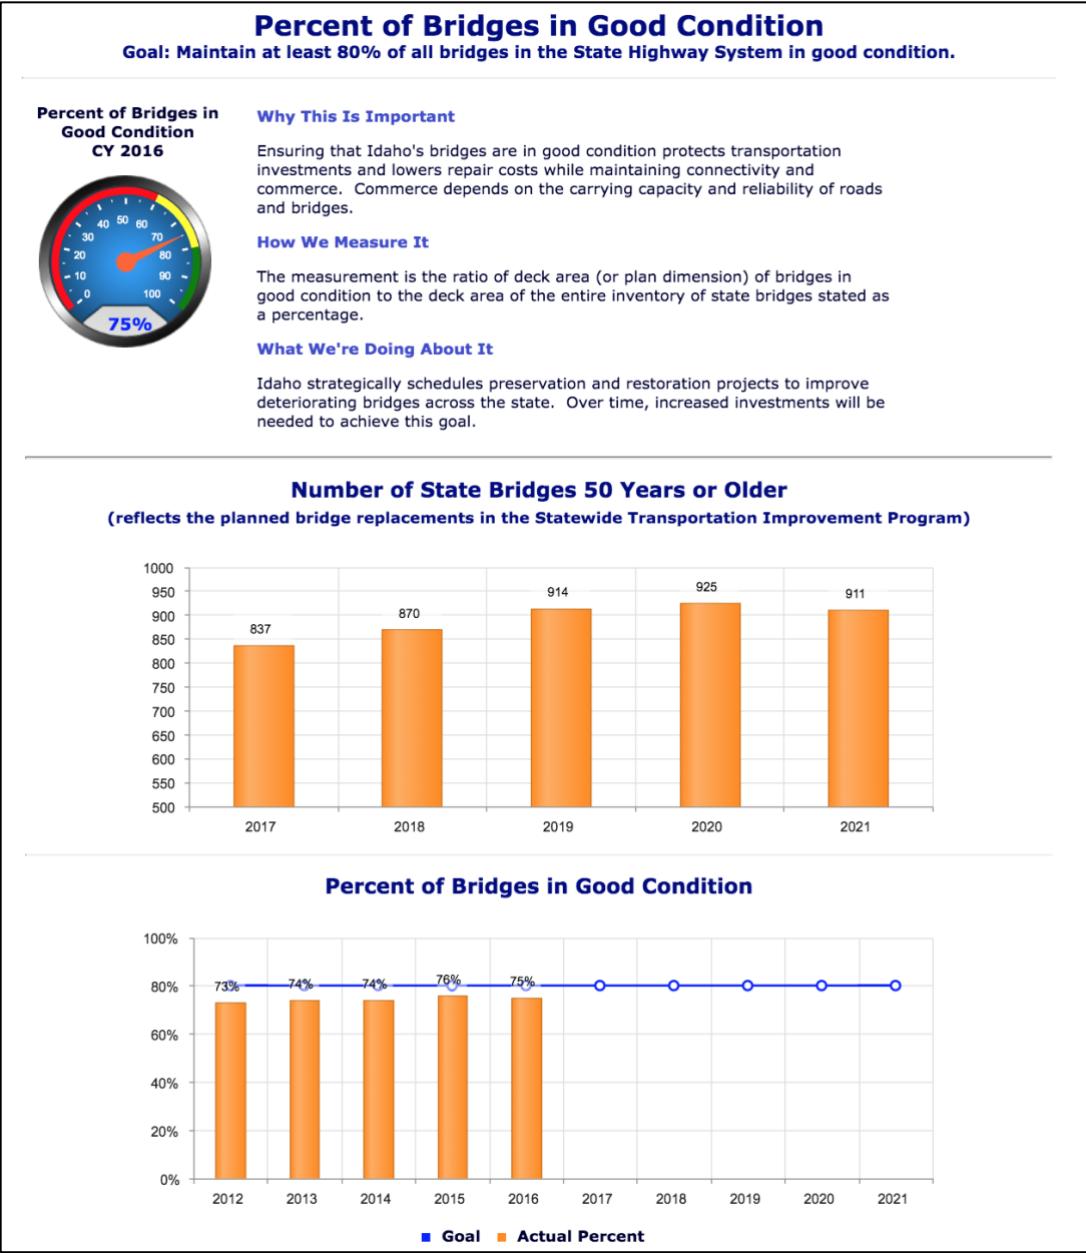 Percent of Bridges in Good Condition
Goal: Maintain at least 80% of all bridges in the State Highway System in good condition.
Percent of Bridges in
Good Condition
CY 2016
0
10
20
30
40
50
60
70
80
90
100
75%
Why This Is Important
Ensuring that Idaho's bridges are in good condition protects transportation
investments and lowers repair costs while maintaining connectivity and
commerce. Commerce depends on the carrying capacity and reliability of roads
and bridges.
How We Measure It
The measurement is the ratio of deck area (or plan dimension) of bridges in
good condition to the deck area of the entire inventory of state bridges stated as
a percentage.
What We're Doing About It
Idaho strategically schedules preservation and restoration projects to improve
deteriorating bridges across the state. Over time, increased investments will be
needed to achieve this goal.
Number of State Bridges 50 Years or Older
(reflects the planned bridge replacements in the Statewide Transportation Improvement Program)
1000
950
900
850
800
750
700
650
600
550
500
837
870
914
925
911
2017 2018 2019 2020 2021
Percent of Bridges in Good Condition
100%
80%
60%
40%
20%
0%
73% 74% 74% 76% 75%
2012 2013 2014 2015 2016 2017 2018 2019 2020 2021
Goal Actual Percent